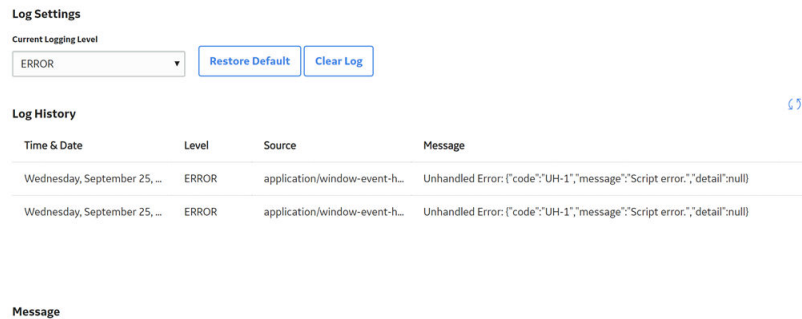 Log Settings
Current Logging Level
ERROR
Restore Default
Clear Log
Log History
Time & Date Level Source Message
Wednesday, September 25, ... ERROR application/window-event-h... Unhandled Error: {"code":"UH-1","message":"Script error.","detail":null}
Wednesday, September 25, ... ERROR application/window-event-h... Unhandled Error: {"code":"UH-1","message":"Script error.","detail":null}
Message